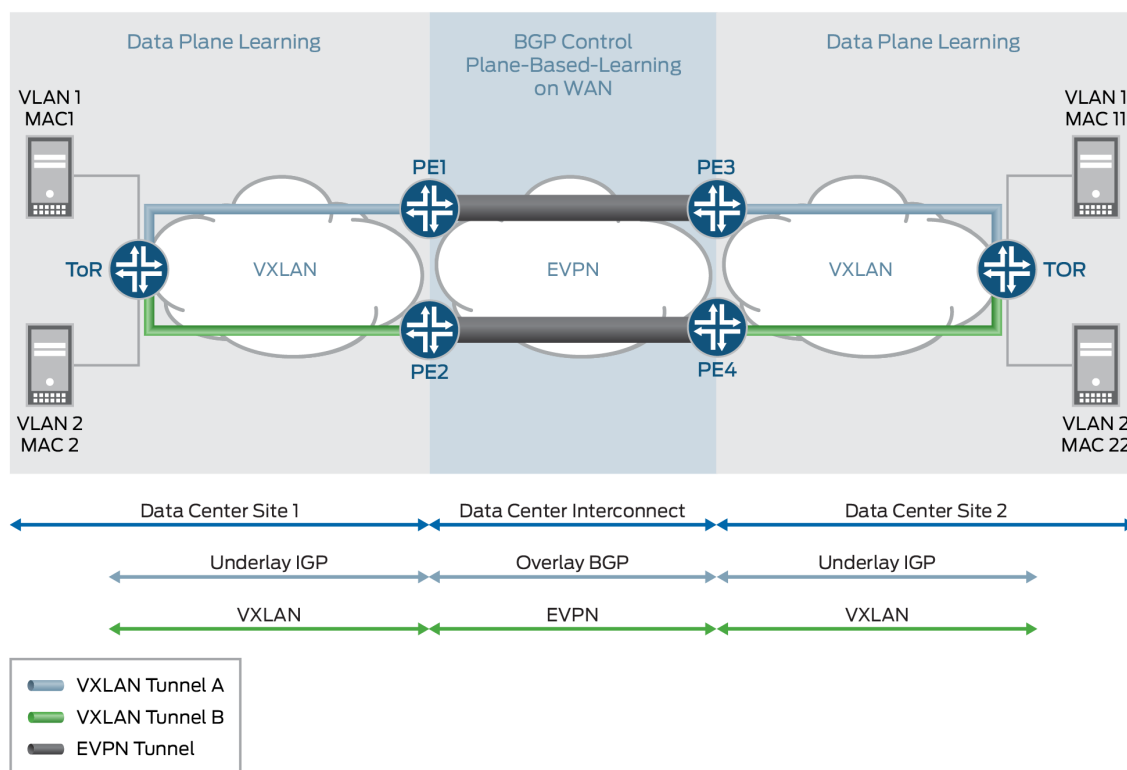 Data Plane Learning
BGP Control
Plane-Based-Learning
on WAN
Data Plane Learning
VLAN 1
MAC1
VLAN 1
MAC 11
PE1
PE3
ToR
VXLAN
EVPN
VXLAN
TOR
PE2
PE4
VLAN 2
MAC 2
VLAN 2
MAC 22
Data Center Site 1
Data Center Interconnect
Data Center Site 2
Underlay IGP
Overlay BGP
Underlay IGP
VXLAN
EVPN
VXLAN
VXLAN Tunnel A
VXLAN Tunnel B
EVPN Tunnel